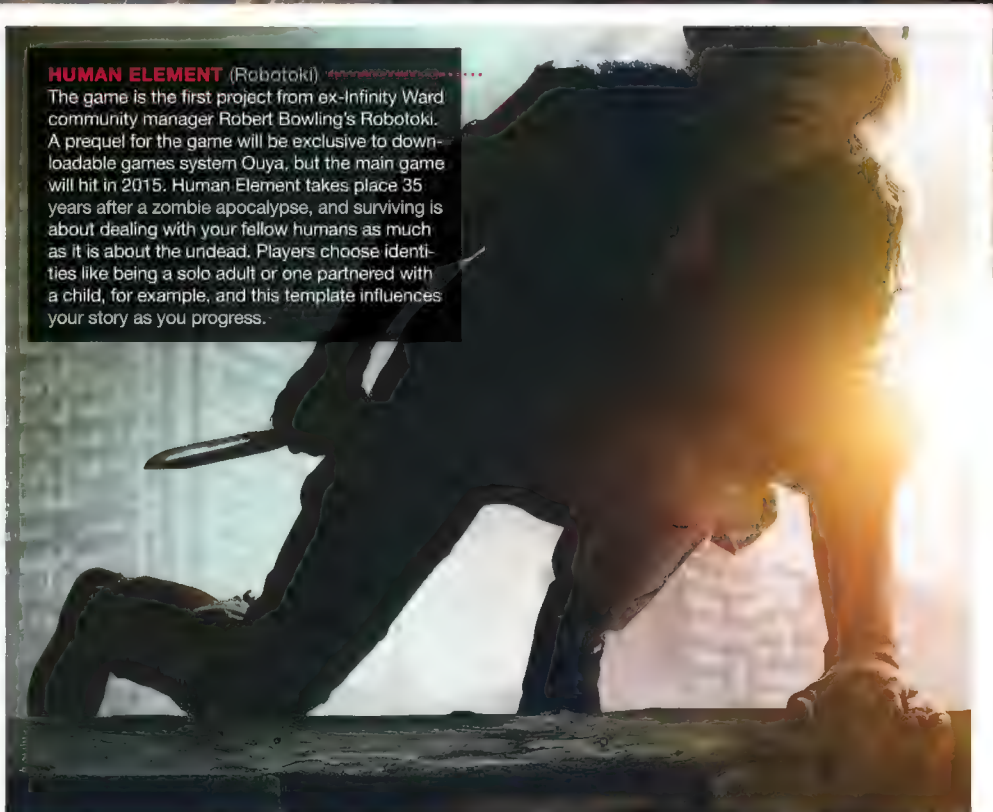 HUMAN ELEMENT (Robotoki)
The game is the first project from ex-Infinity Ward
community manager Robert Bowling's Robotoki.
A prequel for the game will be exclusive to down-
loadable games system Ouya, but the main game
will hit in 2015. Human Element takes place 35
years after a zombie apocalypse, and surviving is
about dealing with your fellow humans as much
as it is about the undead. Players choose identi-
ties like being a solo adult or one partnered with
a child, for example, and this template influences
your story as you progress.